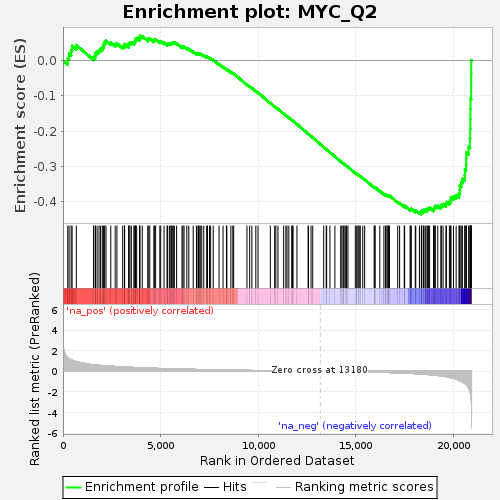 Enrichment plot: MYC_Q2
Enrichment score (ES)
0.0
-0.1
-0.2
-0.3
-0.4
'na_pos' (positively correlated)
Ranked list metric (PreRanked)
6
4
2
0
-2
-4
-6
Zero cross at 13180
'na_neg' (negatively correlated)
0
5,000
10,000
15,000
20,000
Rank in Ordered Dataset
Enrichment profile
Hits
Ranking metric scores